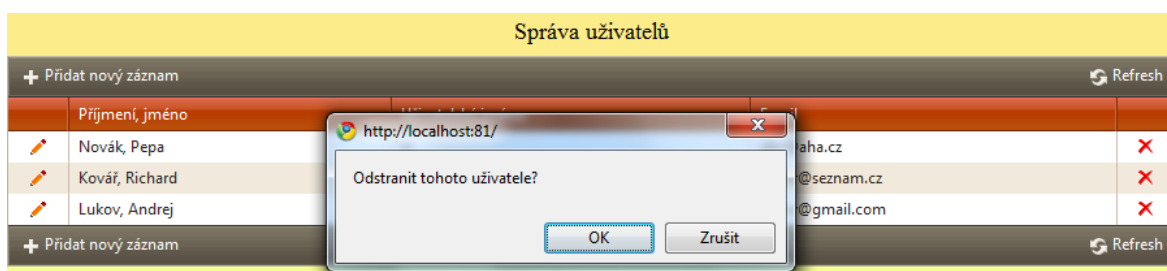 Správa uživatelů
Přidat nový záznam Refresh
Příjmení, jméno
http://localhost:81/
Novák, Pepa aha.cz
Odstranit tohoto uživatele?
Kovář, Richard @seznam.cz
Lukov, Andrej @gmail.com
OK Zrušit
Přidat nový záznam Refresh